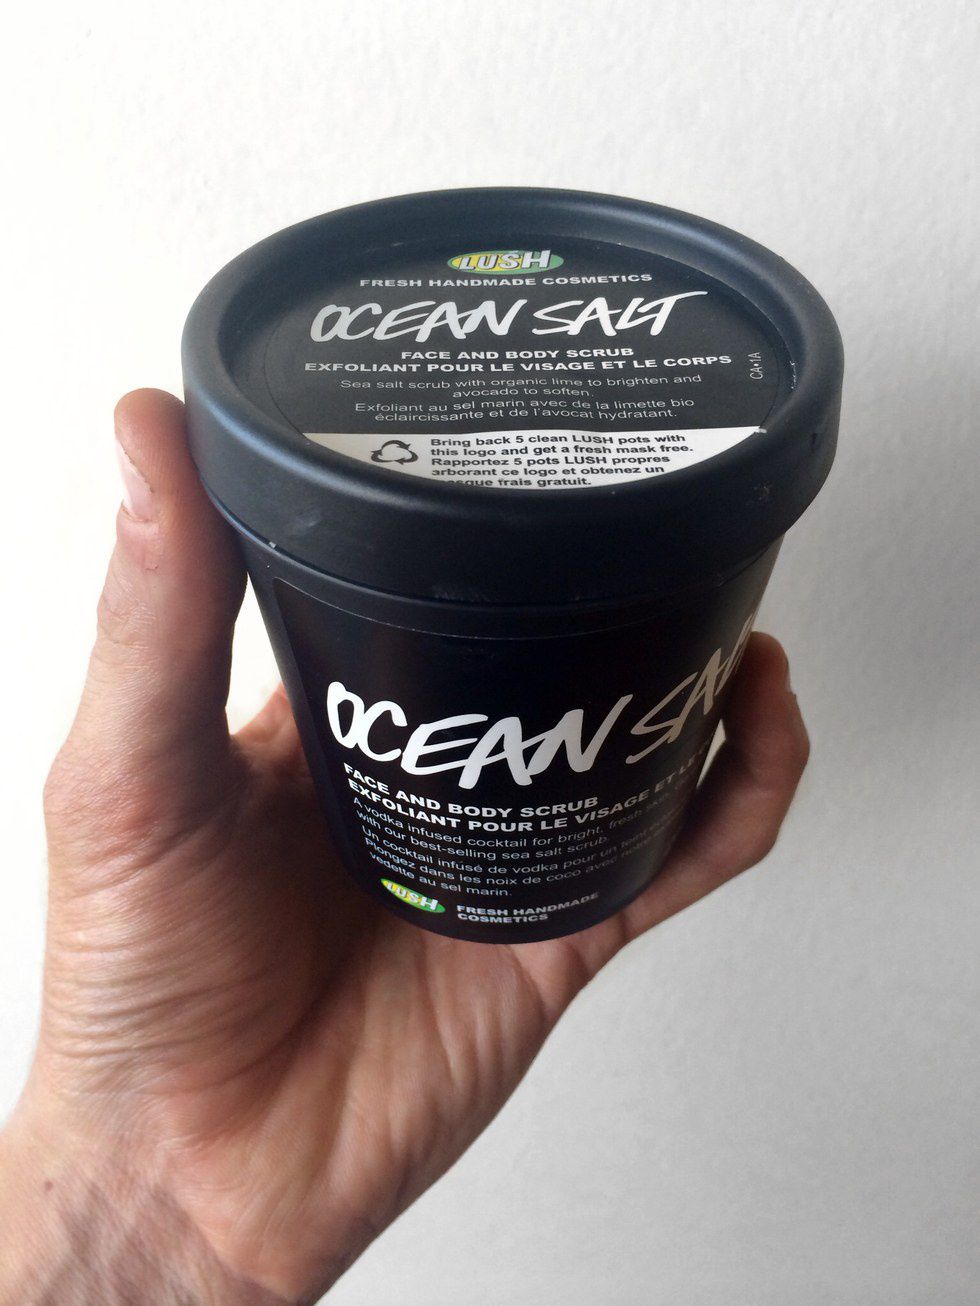 LUSH
FRESH HANDMADE COSMETICS
OCEAN SALT
FACE AND BODY SCRUB
EXFOLIANT POUR LE VISAGE ET LE CORPS
Sea salt scrub with organic lime to brighten and
avocado to soften.
Exfoliant au sel marin avec de la limette bio
éclaircissante et de l'avocat hydratant.
CA•1A
Bring back 5 clean LUSH pots with
this logo and get a fresh mask free.
Rapportez 5 pots LUSH propres
arborant ce logo et obtenez un
masque frais gratuit.
OCEAN SALT
FACE AND BODY SCRUB
EXFOLIANT POUR LE VISAGE ET LE
A vodka infused cocktail for bright, fresh skin.
with our best-selling sea salt scrub.
Un cocktail infusé de vodka pour un teint
Plongez dans les noix de coco avec notre
vedette au sel marin.
LUSH
FRESH HANDMADE
COSMETICS